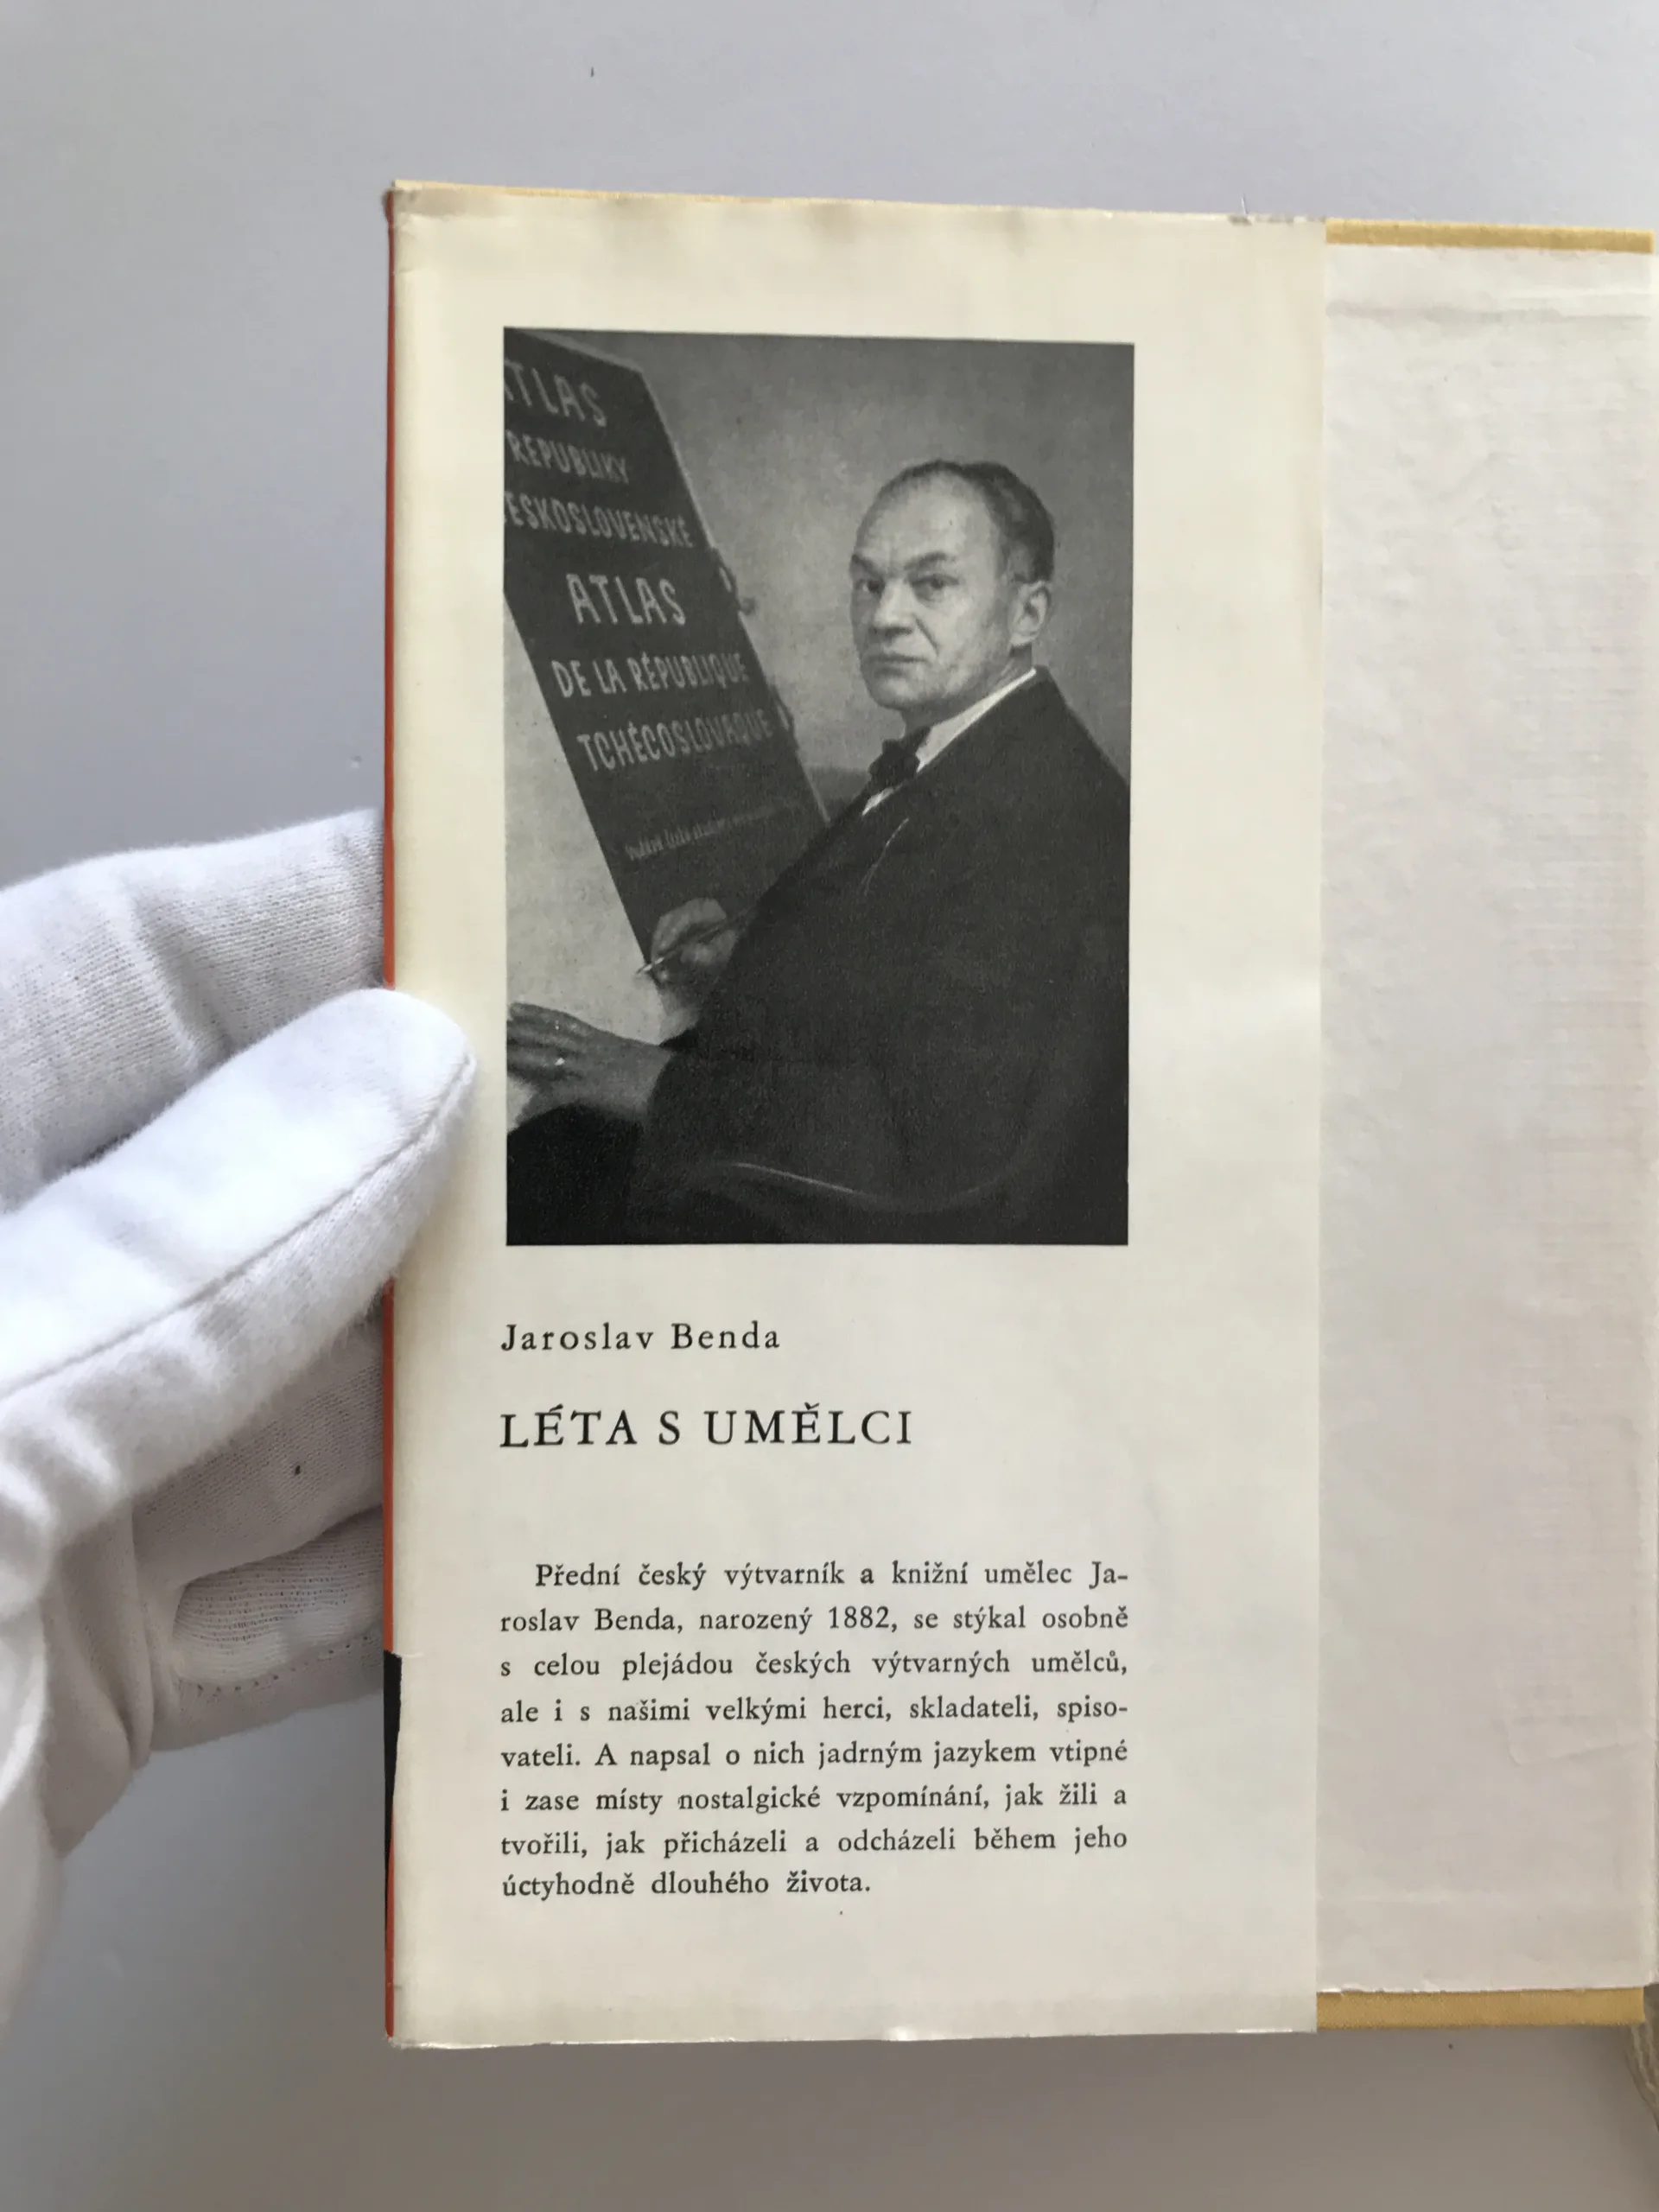 TLAS
REPUBLIKY
ESKOSLOVENSKÉ
ATLAS
DE LA RÉPUBLIQUE
TCHÉCOSLOVAQUE
Jaroslav Benda
LÉTA S UMĚLCI
Přední český výtvarník a knižní umělec Ja-
roslav Benda, narozený 1882, se stýkal osobně
s celou plejádou českých výtvarných umělců,
ale i s našimi velkými herci, skladateli, spiso-
vateli. A napsal o nich jadrným jazykem vtipné
i zase místy nostalgické vzpomínání, jak žili a
tvořili, jak přicházeli a odcházeli během jeho
úctyhodně dlouhého života.